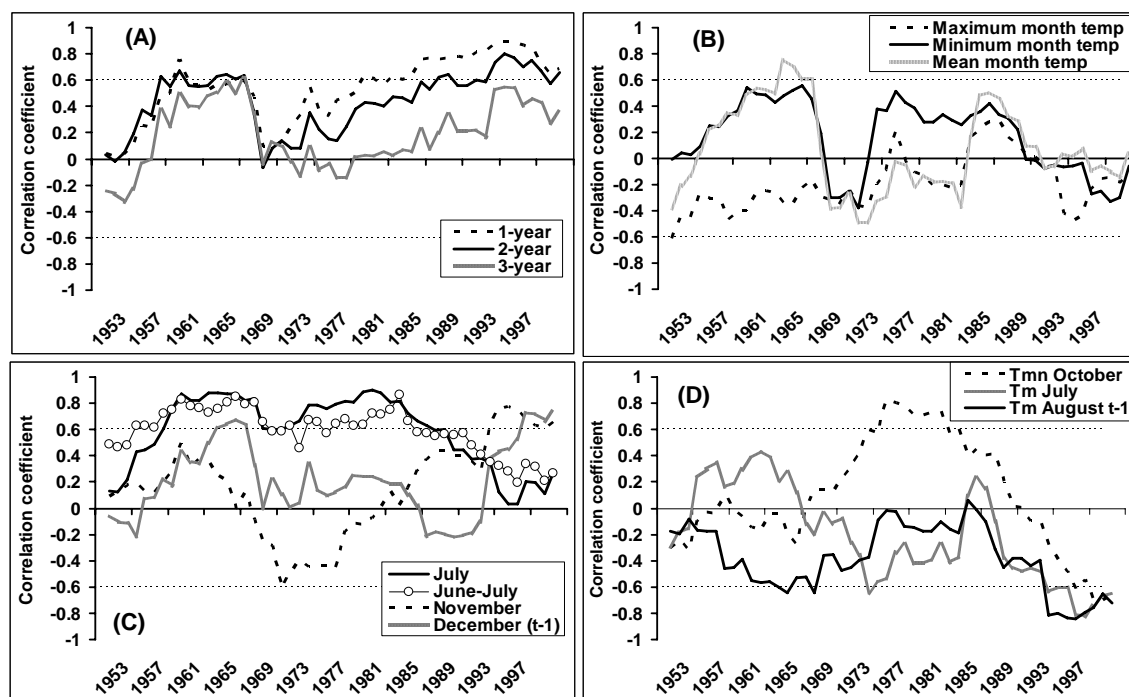 (A)
Correlation coefficient
1
0.8
0.6
0.4
0.2
0
-0.2
-0.4
-0.6
-0.8
-1
1-year
2-year
3-year
1953 1957 1961 1965 1969 1973 1977 1981 1985 1989 1993 1997
(B)
Correlation coefficient
1
0.8
0.6
0.4
0.2
0
-0.2
-0.4
-0.6
-0.8
-1
Maximum month temp
Minimum month temp
Mean month temp
1953 1957 1961 1965 1969 1973 1977 1981 1985 1989 1993 1997
(C)
Correlation coefficient
1
0.8
0.6
0.4
0.2
0
-0.2
-0.4
-0.6
-0.8
-1
July
June-July
November
December (t-1)
1953 1957 1961 1965 1969 1973 1977 1981 1985 1989 1993 1997
(D)
Correlation coefficient
1
0.8
0.6
0.4
0.2
0
-0.2
-0.4
-0.6
-0.8
-1
Tmn October
Tm July
Tm August t-1
1953 1957 1961 1965 1969 1973 1977 1981 1985 1989 1993 1997